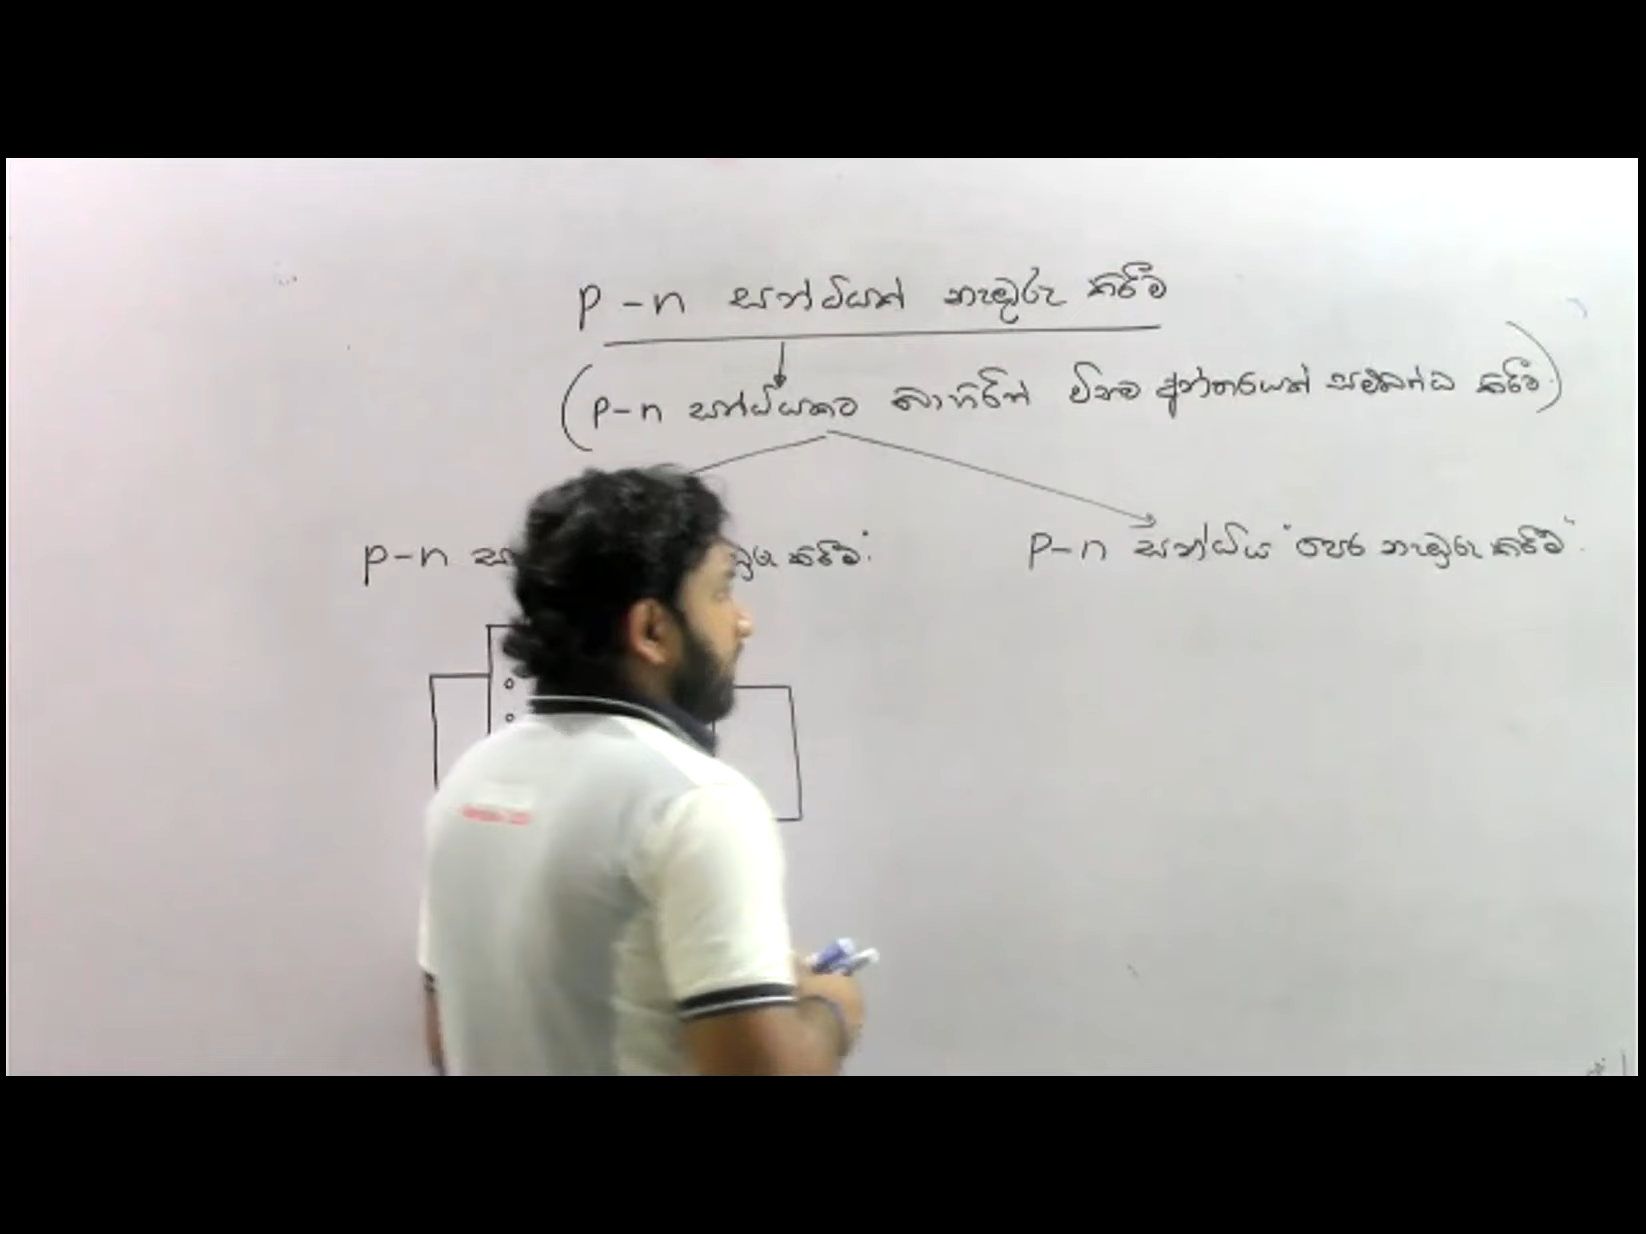 p-n සන්ධියක් නැඹුරු කිරීම
(p-n සන්ධියකට බාහිරින් විභව අන්තරයක් සම්බන්ධ කිරීම.)
p-n කිරීම"
p-n සන්ධිය "පෙර නැඹුරු කිරීම".